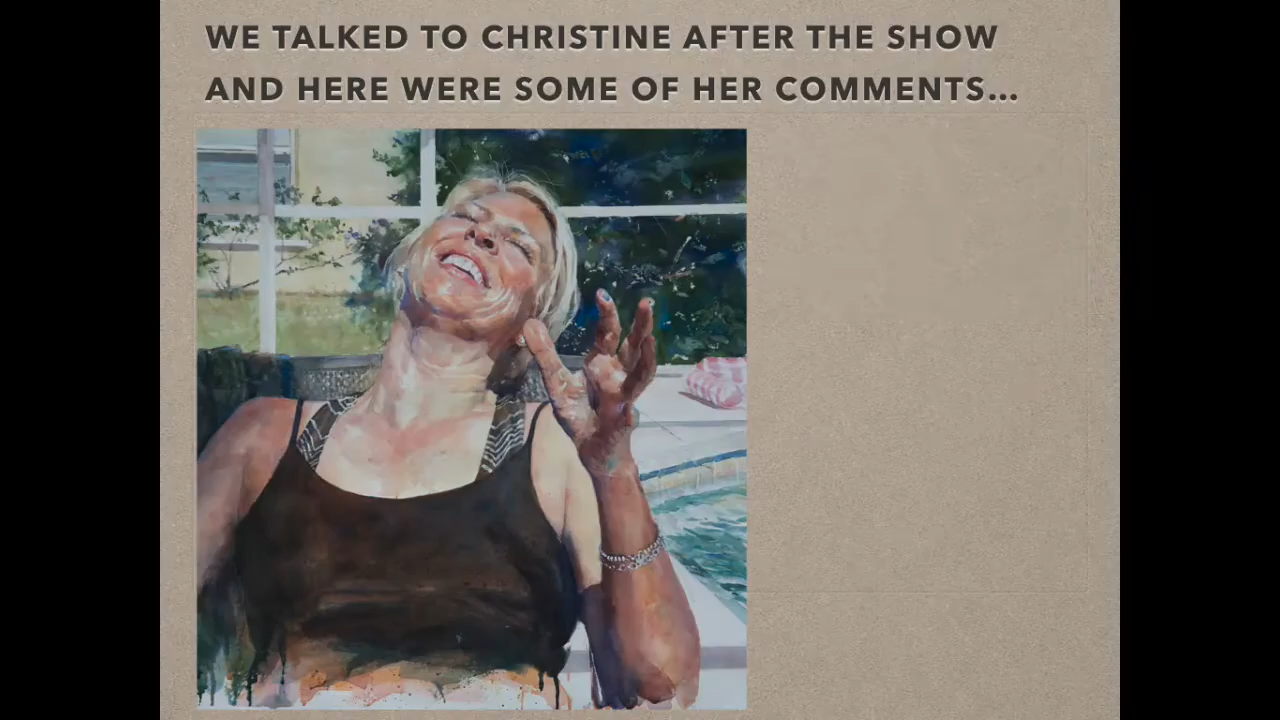 WE TALKED TO CHRISTINE AFTER THE SHOW
AND HERE WERE SOME OF HER COMMENTS...